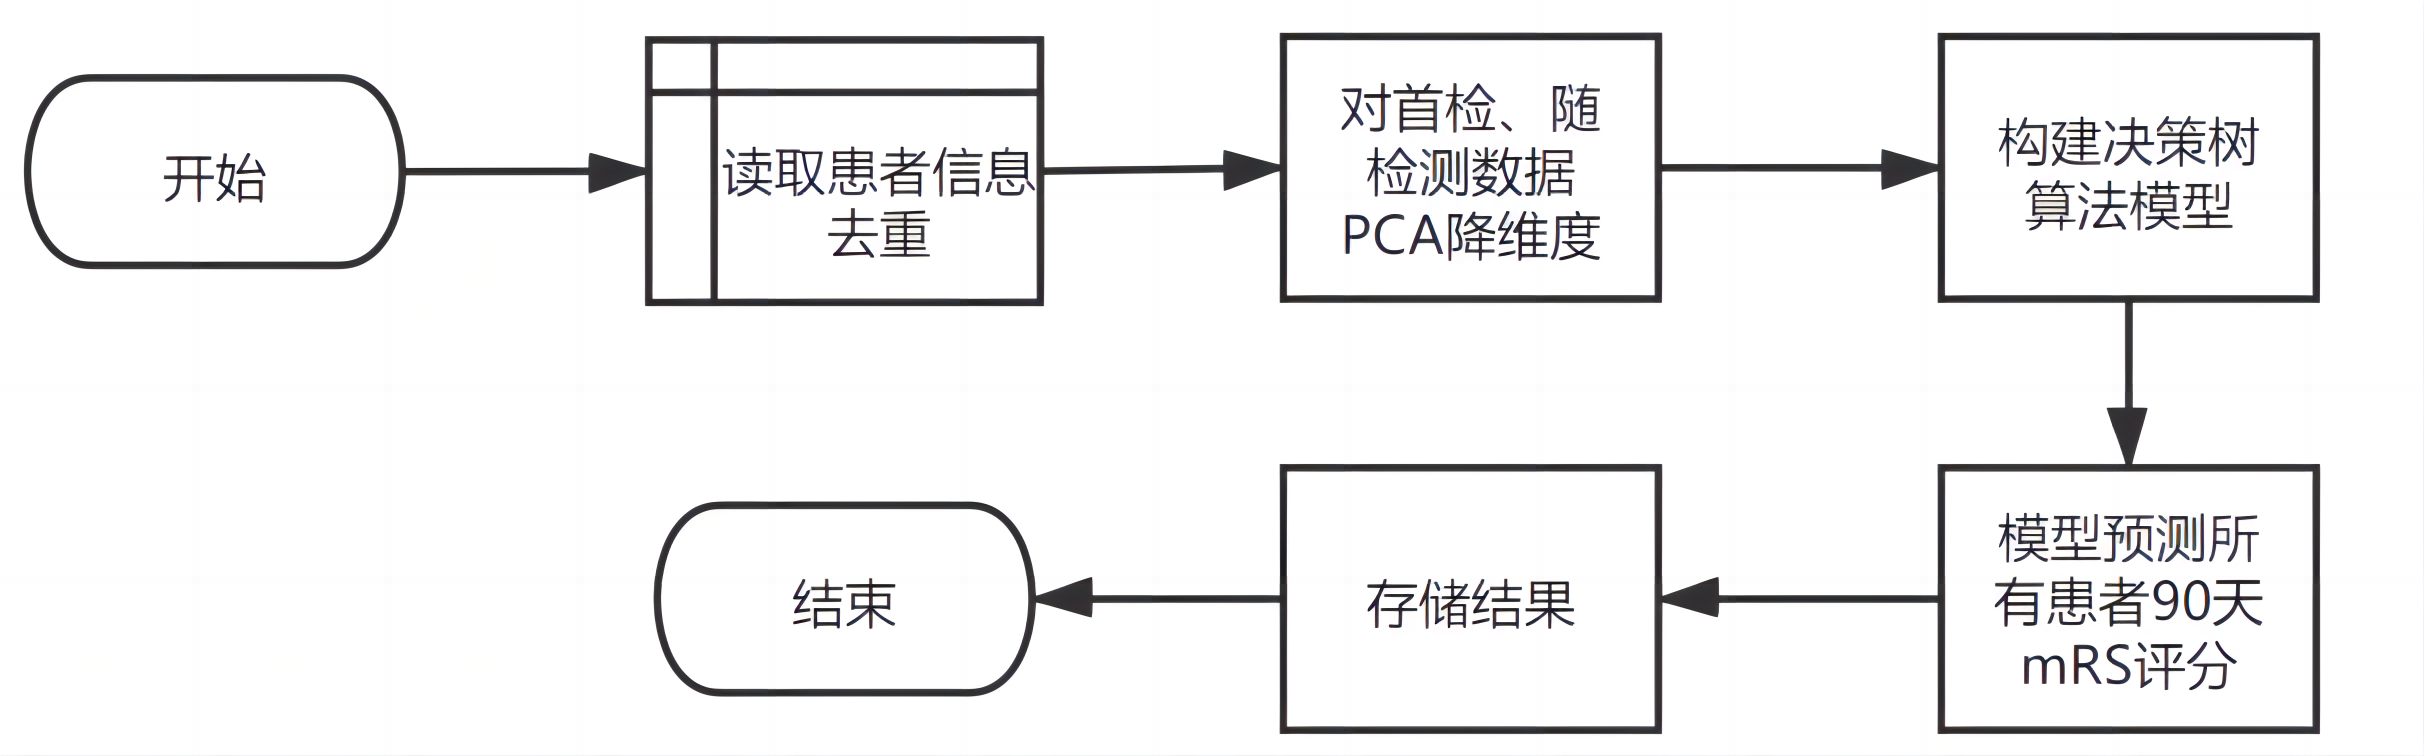 开始
读取患者信息
去重
对首检、随
检测数据
PCA降维度
构建决策树
算法模型
模型预测所
有患者90天
mRS评分
存储结果
结束